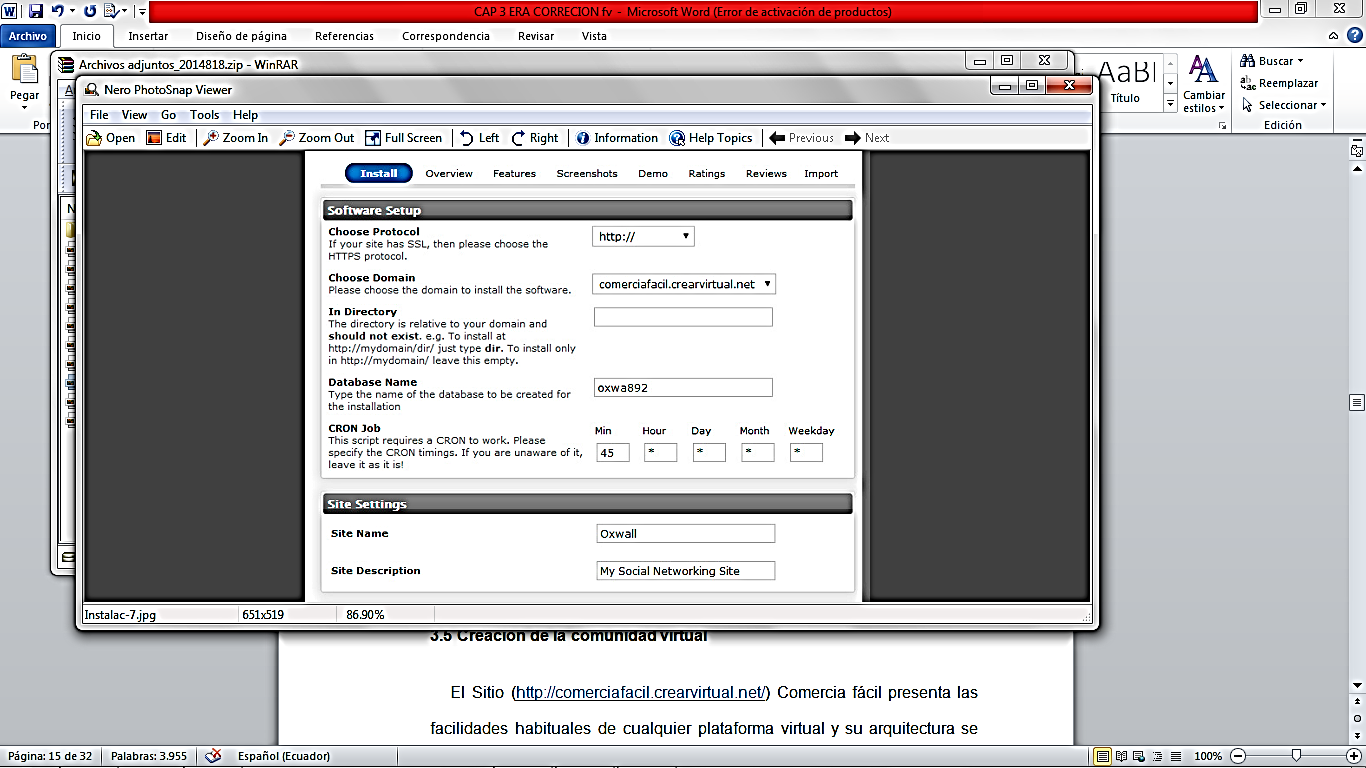 CAP 3 ERA CORRECION fv - Microsoft Word (Error de activación de productos)
Archivo Inicio Insertar Diseño de página Referencias Correspondencia Revisar Vista
Archivos adjuntos_2014818.zip - WinRAR
Pegar
Título
Cambiar estilos
Buscar
Reemplazar
Seleccionar
Edición
Nero PhotoSnap Viewer
File View Go Tools Help
Open Edit Zoom In Zoom Out Full Screen Left Right Information Help Topics Previous Next
Install Overview Features Screenshots Demo Ratings Reviews Import
Software Setup
Choose Protocol
If your site has SSL, then please choose the
HTTPS protocol.
http://
Choose Domain
Please choose the domain to install the software.
comerciafacil.crearvirtual.net
In Directory
The directory is relative to your domain and
should not exist. e.g. To install at
http://mydomain/dir/ just type dir. To install only
in http://mydomain/ leave this empty.
Database Name
Type the name of the database to be created for
the installation
oxwa892
CRON Job
This script requires a CRON to work. Please
specify the CRON timings. If you are unaware of it,
leave it as it is!
Min Hour Day Month Weekday
45 * * * *
Site Settings
Site Name
Oxwall
Site Description
My Social Networking Site
Instalac-7.jpg 651x519 86.90%
3.5 Creación de la comunidad virtual
El Sitio (http://comerciafacil.crearvirtual.net/) Comercia fácil presenta las
facilidades habituales de cualquier plataforma virtual y su arquitectura se
Página: 15 de 32 Palabras: 3.955 Español (Ecuador) 100%